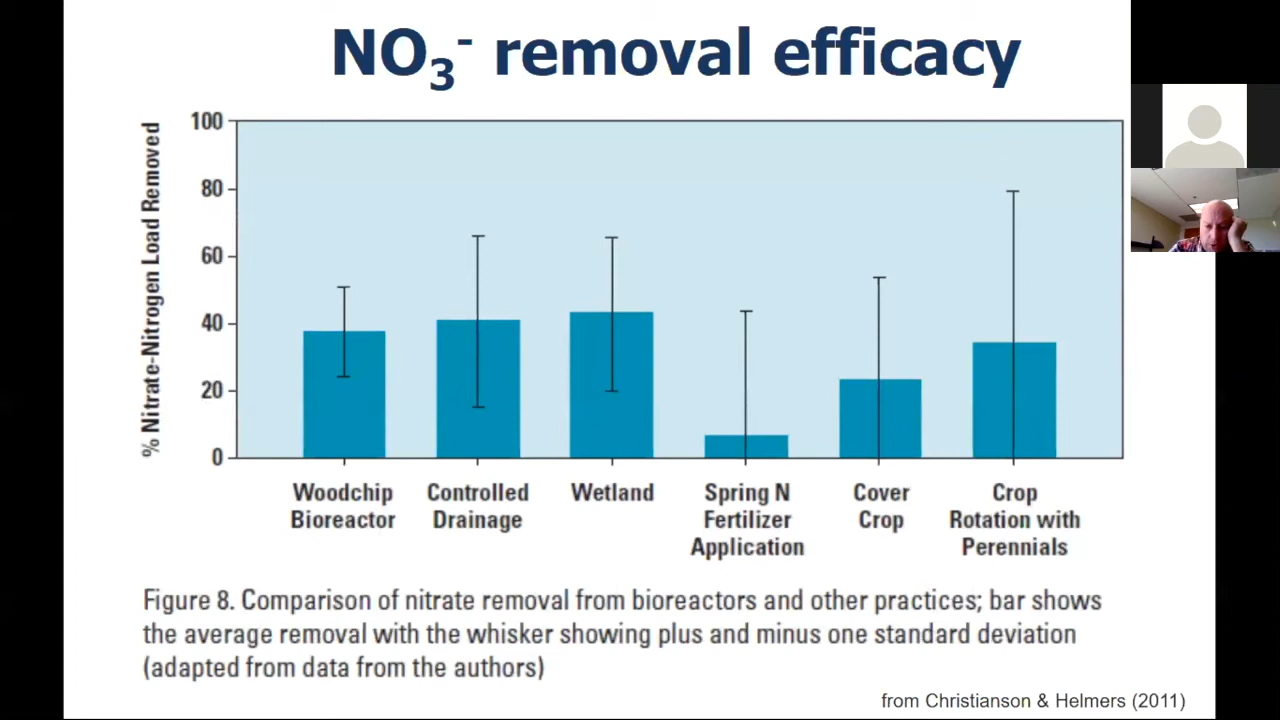 NO3- removal efficacy
% Nitrate-Nitrogen Load Removed
100
80
60
40
20
0
Woodchip
Bioreactor
Controlled
Drainage
Wetland
Spring N
Fertilizer
Application
Cover
Crop
Crop
Rotation with
Perennials
Figure 8. Comparison of nitrate removal from bioreactors and other practices; bar shows
the average removal with the whisker showing plus and minus one standard deviation
(adapted from data from the authors)
from Christianson & Helmers (2011)